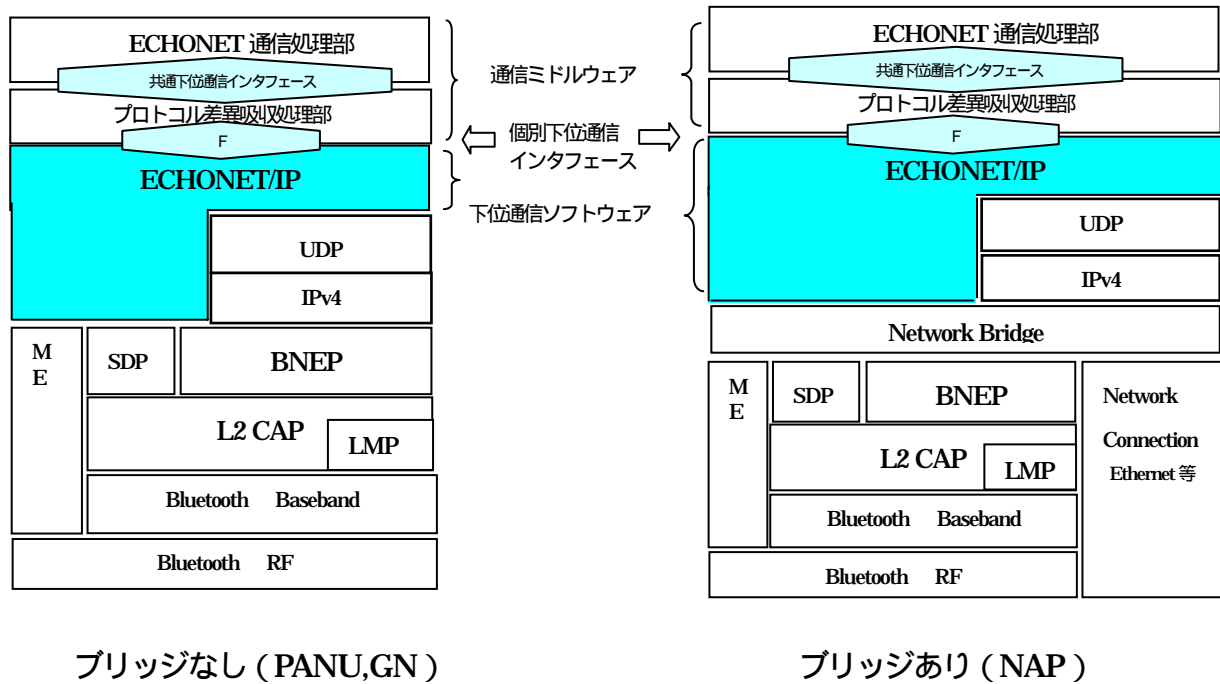 ECHONET 通信処理部
共通下位通信インタフェース
プロトコル差異吸収処理部
F
ECHONET/IP
UDP
IPv4
M
E
SDP
BNEP
L2 CAP
LMP
Bluetooth Baseband
Bluetooth RF
ブリッジなし ( PANU,GN )
通信ミドルウェア
個別下位通信
インタフェース
下位通信ソフトウェア
ECHONET 通信処理部
共通下位通信インタフェース
プロトコル差異吸収処理部
F
ECHONET/IP
UDP
IPv4
Network Bridge
M
E
SDP
BNEP
L2 CAP
LMP
Bluetooth Baseband
Bluetooth RF
Network
Connection
Ethernet 等
ブリッジあり ( NAP )